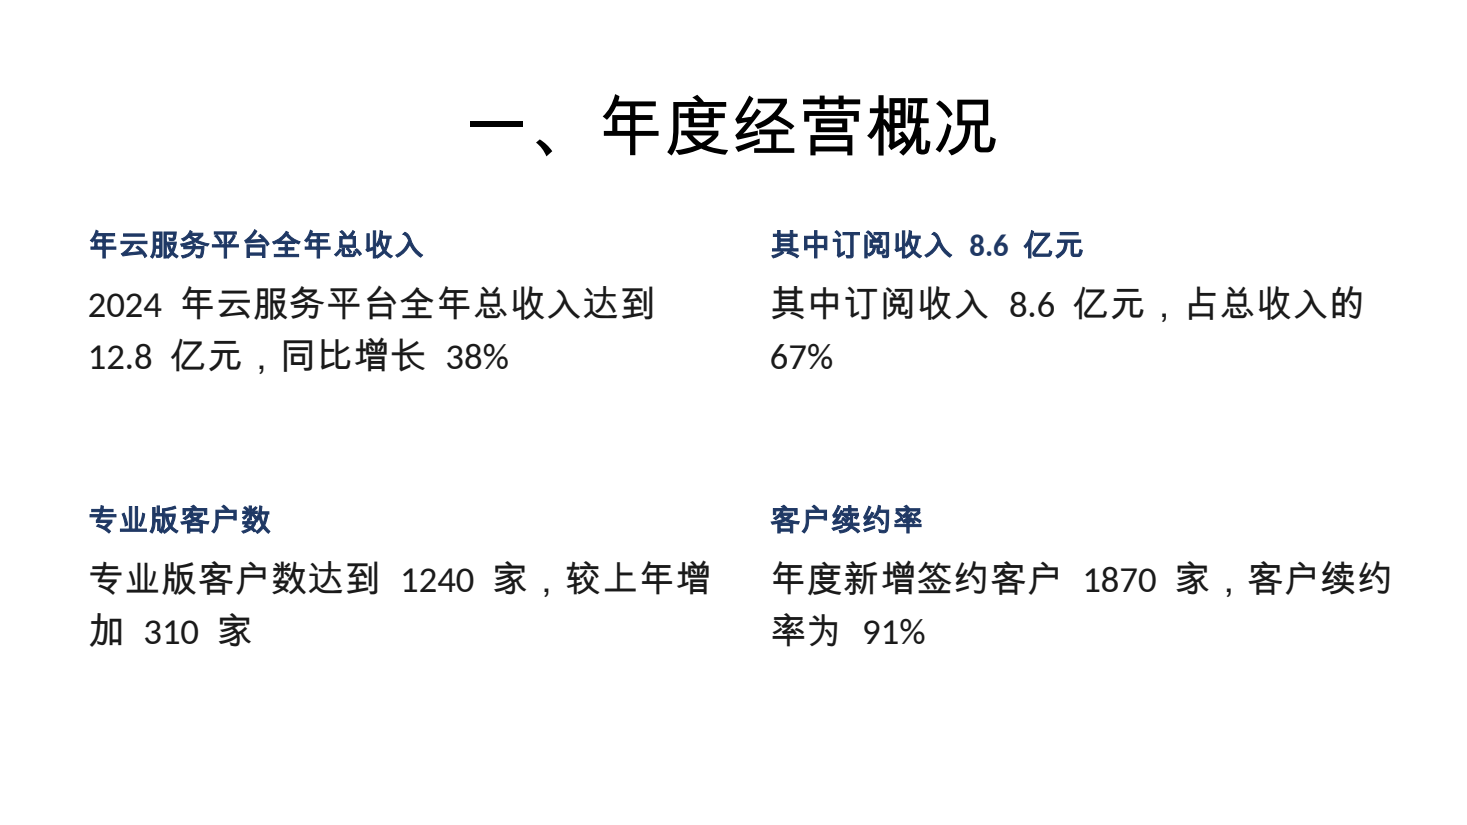 一、年度经营概况
年云服务平台全年总收入
2024 年云服务平台全年总收入达到
12.8 亿元，同比增长 38%
其中订阅收入 8.6 亿元
其中订阅收入 8.6 亿元，占总收入的
67%
专业版客户数
专业版客户数达到 1240 家，较上年增
加 310 家
客户续约率
年度新增签约客户 1870 家，客户续约
率为 91%